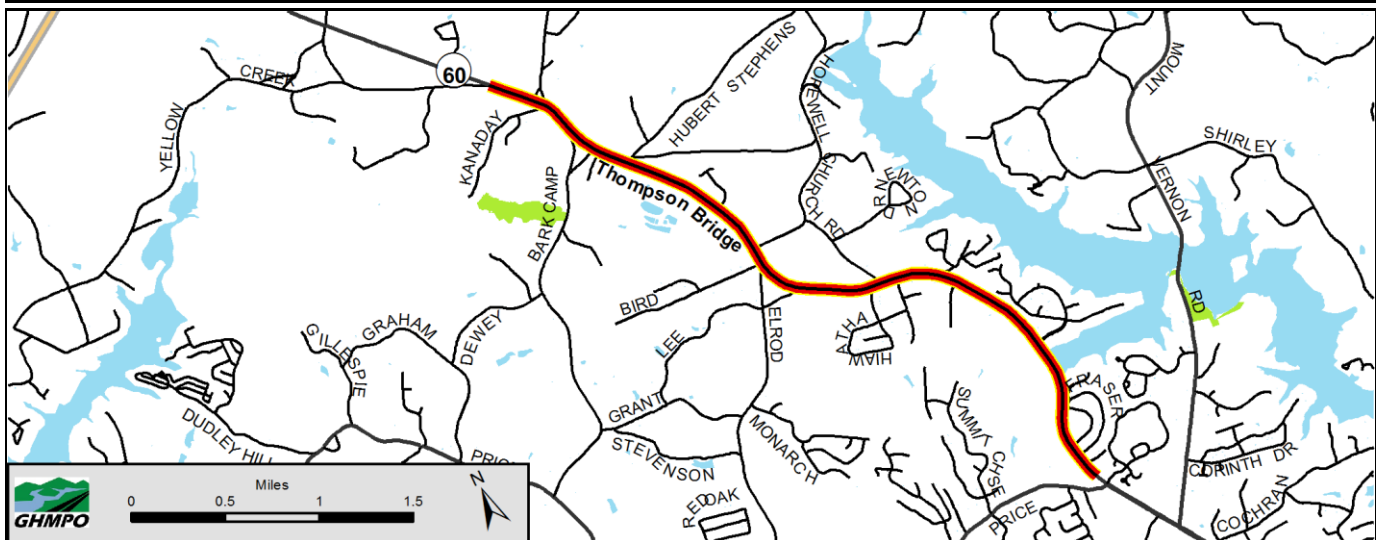 60
CREEK
YELLOW
KANADAY
BARK CAMP
HUBERT STEPHENS
HOPEWELL CHURCH RD
NEWTON
DR
MOUNT
VERNON
RD
SHIRLEY
Thompson Bridge
BIRD
LEE
ELROD
HIAWATHA
GRAHAM
GILLESPIE
DEWEY
DUDLEY HILL
GRANT
STEVENSON
MONARCH
RED OAK
SUMMIT CHSE
FRASER
PRICE
CORINTH DR
COCHRAN
GHMPO
Miles
0 0.5 1 1.5
N